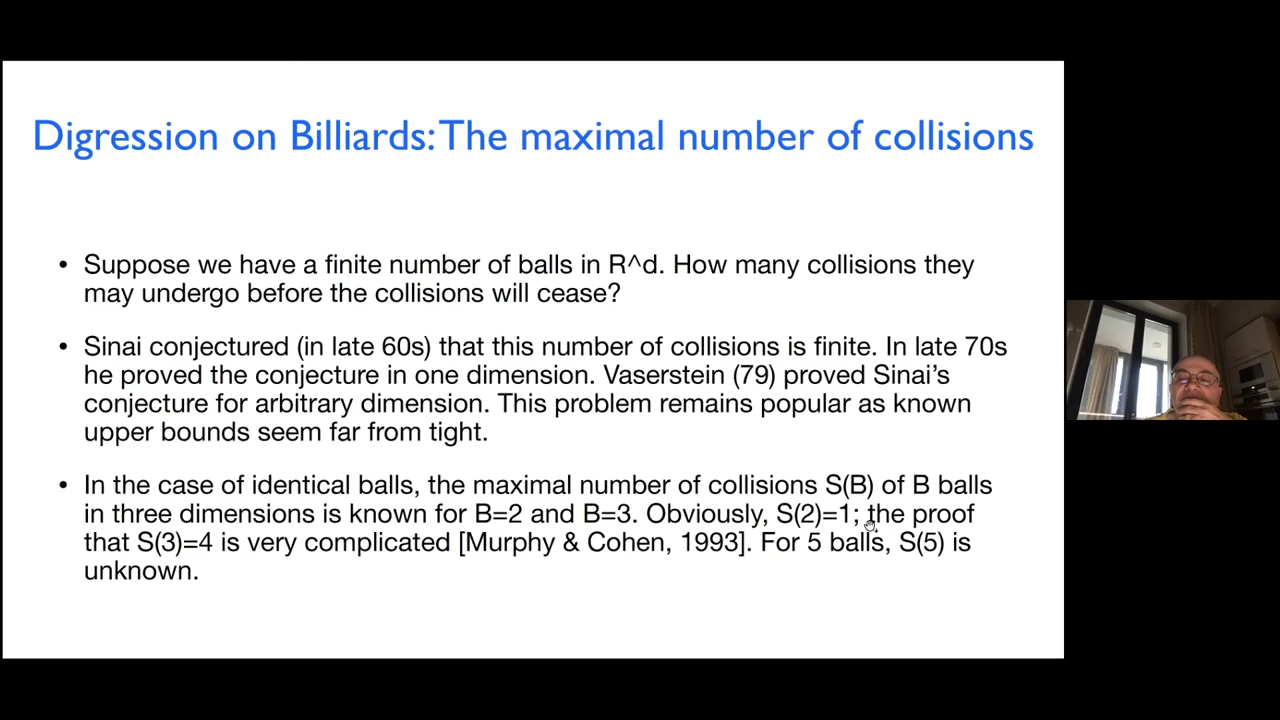 Digression on Billiards: The maximal number of collisions
• Suppose we have a finite number of balls in R^d. How many collisions they
may undergo before the collisions will cease?
• Sinai conjectured (in late 60s) that this number of collisions is finite. In late 70s
he proved the conjecture in one dimension. Vaserstein (79) proved Sinai’s
conjecture for arbitrary dimension. This problem remains popular as known
upper bounds seem far from tight.
• In the case of identical balls, the maximal number of collisions S(B) of B balls
in three dimensions is known for B=2 and B=3. Obviously, S(2)=1; the proof
that S(3)=4 is very complicated [Murphy & Cohen, 1993]. For 5 balls, S(5) is
unknown.